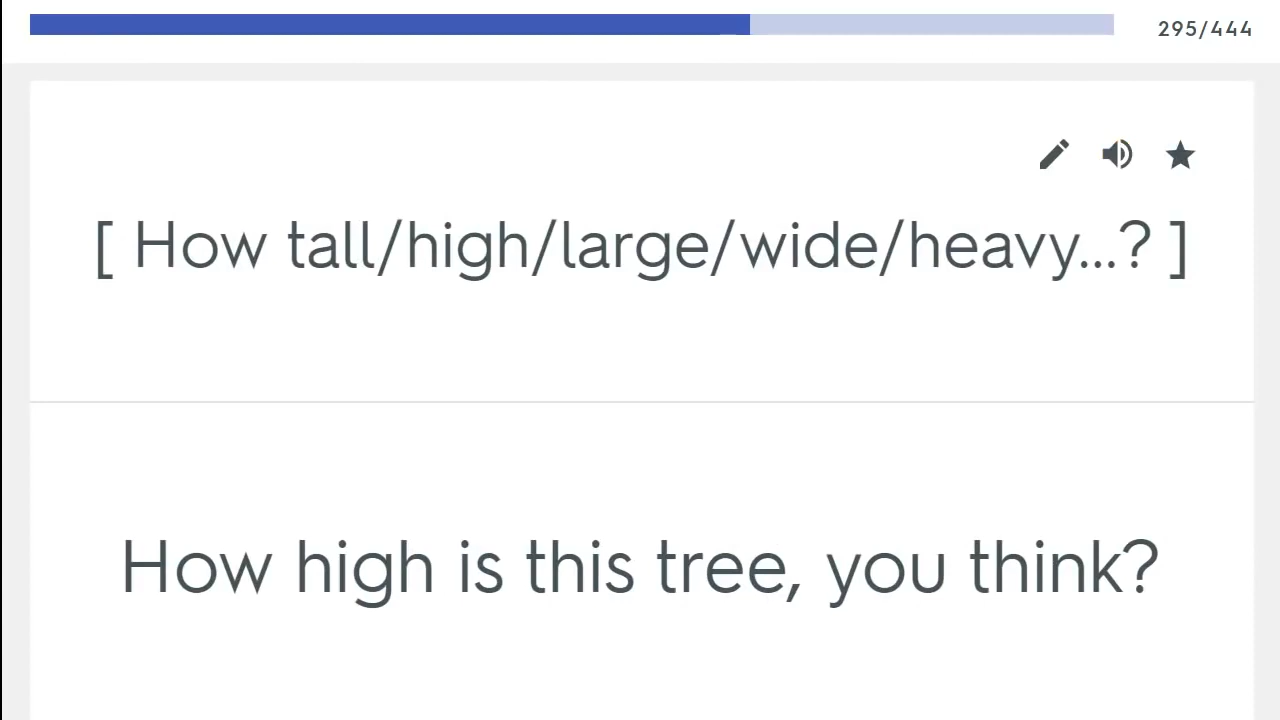 295/444
[ How tall/high/large/wide/heavy...? ]
How high is this tree, you think?